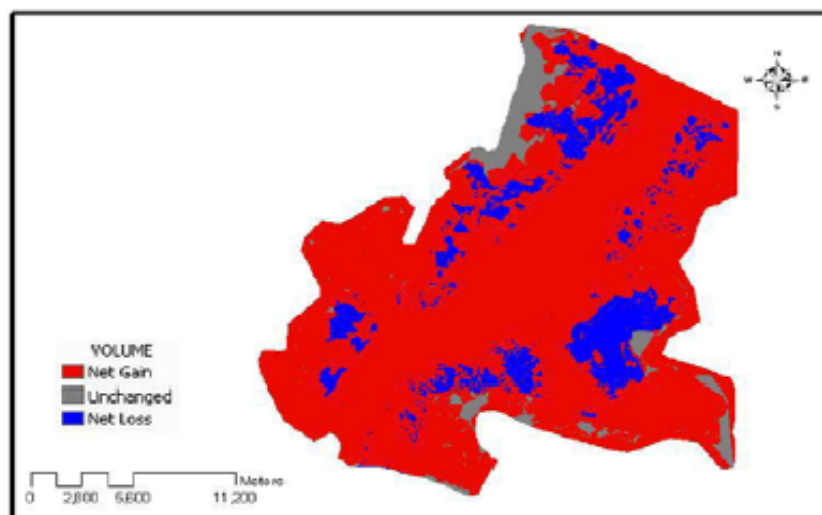 N
W
VOLUME
Net Gain
Unchanged
Net Loss
Meters
0 2,800 5,600 11,200